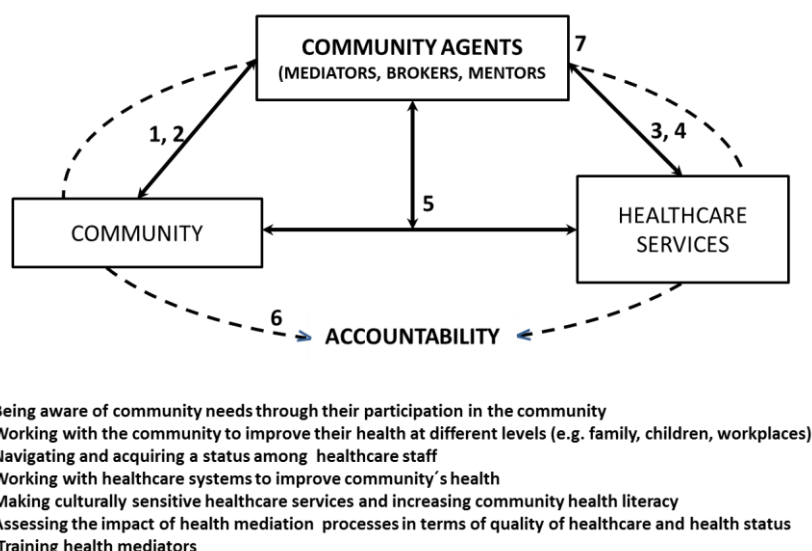 COMMUNITY AGENTS
(MEDIATORS, BROKERS, MENTORS
7
1, 2
3, 4
COMMUNITY
5
HEALTHCARE
SERVICES
6
ACCOUNTABILITY
Being aware of community needs through their participation in the community
Working with the community to improve their health at different levels (e.g. family, children, workplaces)
Navigating and acquiring a status among healthcare staff
Working with healthcare systems to improve community´s health
Making culturally sensitive healthcare services and increasing community health literacy
Assessing the impact of health mediation processes in terms of quality of healthcare and health status
Training health mediators